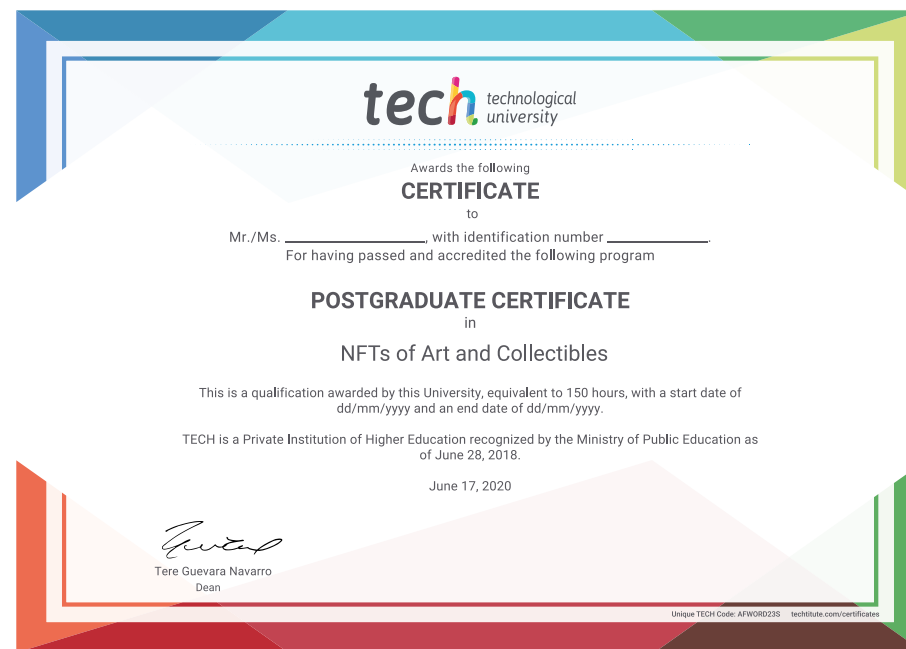 tech technological
university
Awards the following
CERTIFICATE
to
Mr./Ms. ____________________, with identification number ______________.
For having passed and accredited the following program
POSTGRADUATE CERTIFICATE
in
NFTs of Art and Collectibles
This is a qualification awarded by this University, equivalent to 150 hours, with a start date of
dd/mm/yyyy and an end date of dd/mm/yyyy.
TECH is a Private Institution of Higher Education recognized by the Ministry of Public Education as
of June 28, 2018.
June 17, 2020
Tere Guevara Navarro
Dean
Unique TECH Code: AFWORD23S techtitute.com/certificates